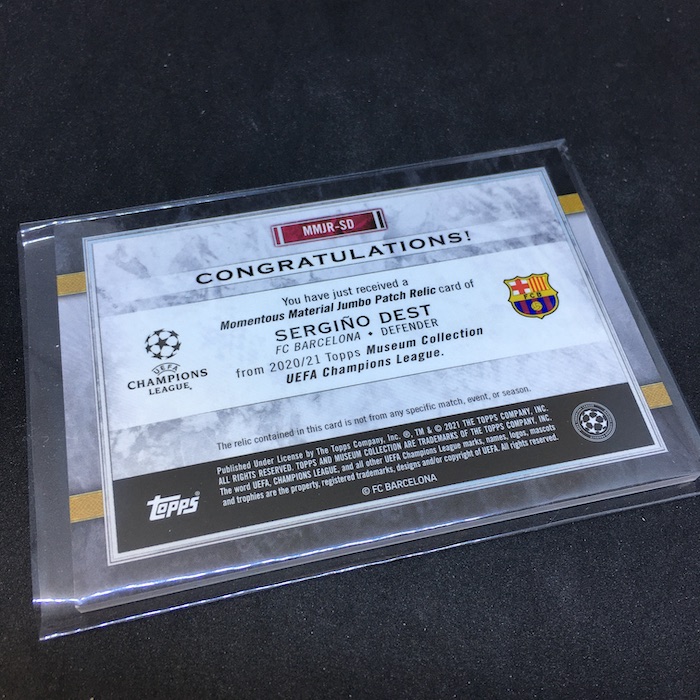 MMJR-SD
CONGRATULATIONS!
You have just received a
Momentous Material Jumbo Patch Relic card of
SERGIÑO DEST
FC BARCELONA • DEFENDER
from 2020/21 Topps Museum Collection
UEFA Champions League.
FCB
UEFA
CHAMPIONS
LEAGUE®
The relic contained in this card is not from any specific match, event, or season.
Published Under License by The Topps Company, Inc. ®, TM & © 2021 THE TOPPS COMPANY, INC.
ALL RIGHTS RESERVED. TOPPS AND MUSEUM COLLECTION ARE TRADEMARKS OF THE TOPPS COMPANY, INC.
The word UEFA, CHAMPIONS LEAGUE, and all other UEFA Champions League marks, names, logos, mascots
and trophies are the property, registered trademarks, designs and/or copyright of UEFA. All rights reserved.
© FC BARCELONA
topps®